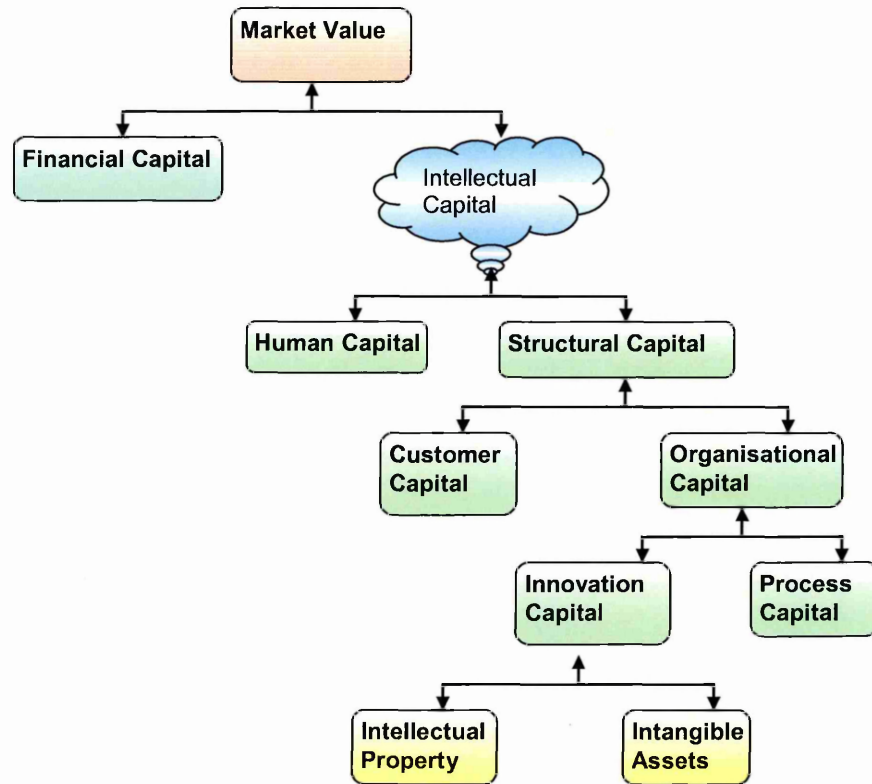 Market Value
Financial Capital
Intellectual
Capital
Human Capital
Structural Capital
Customer
Capital
Organisational
Capital
Innovation
Capital
Process
Capital
Intellectual
Property
Intangible
Assets